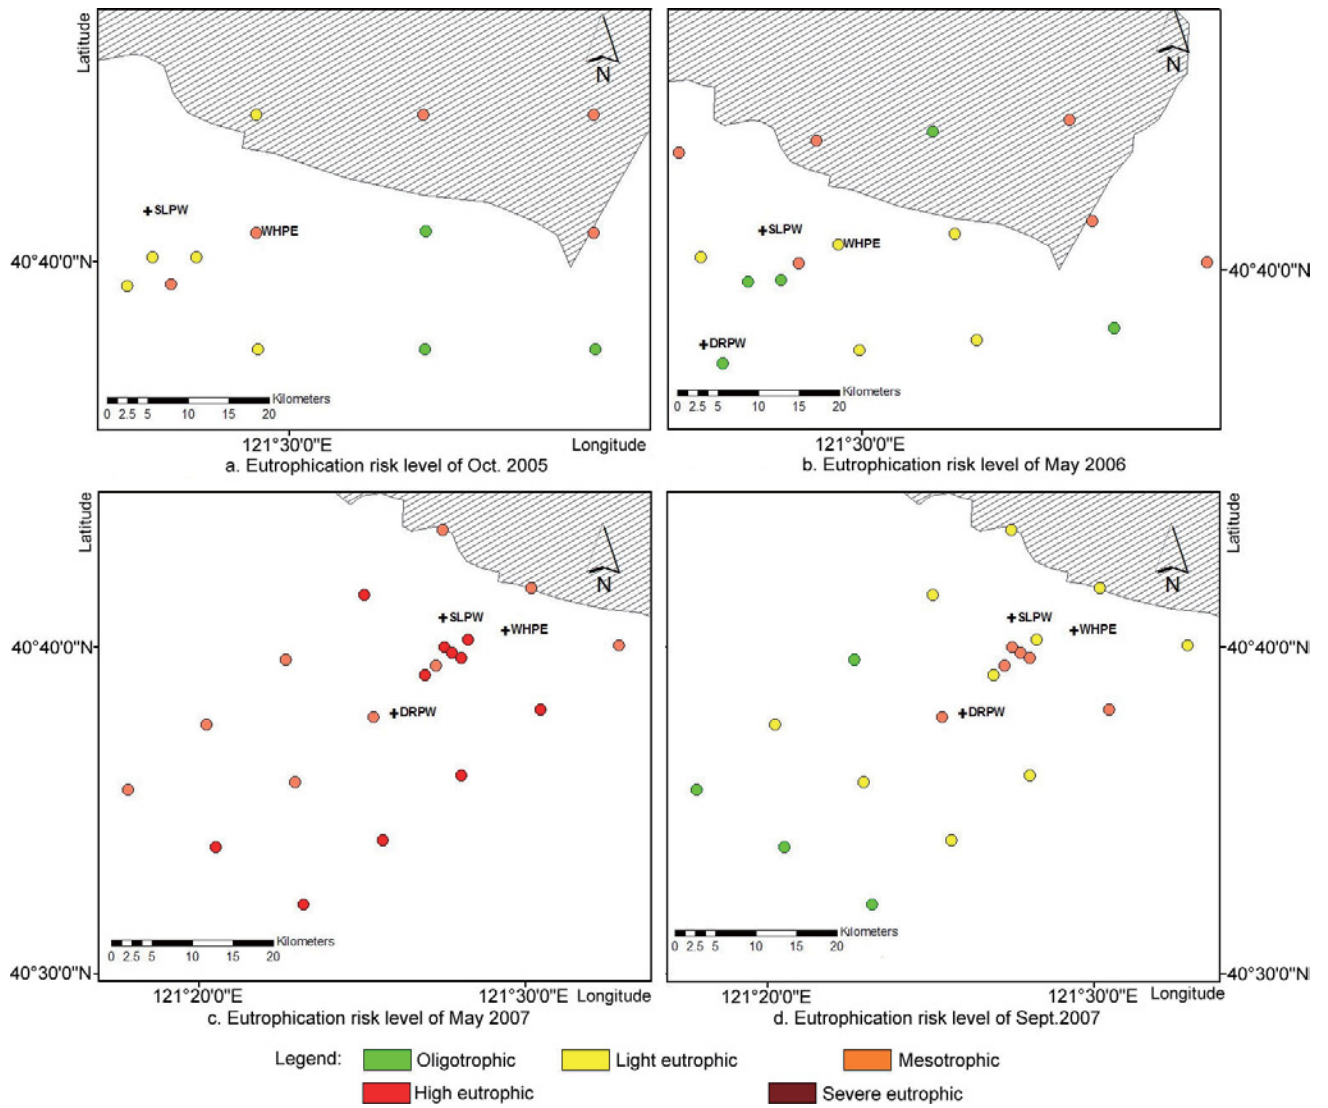 Latitude
N
SLPW
WHPE
40°40'0"N
0 2.5 5 10 15 20 Kilometers
121°30'0"E
Longitude
a. Eutrophication risk level of Oct. 2005
N
SLPW
WHPE
DRPW
40°40'0"N
0 2.5 5 10 15 20 Kilometers
121°30'0"E
b. Eutrophication risk level of May 2006
Latitude
N
SLPW
WHPE
40°40'0"N
DRPW
0 2.5 5 10 15 20 Kilometers
40°30'0"N
121°20'0"E
121°30'0"E
Longitude
c. Eutrophication risk level of May 2007
Latitude
N
SLPW
WHPE
40°40'0"N
DRPW
0 2.5 5 10 15 20 Kilometers
40°30'0"N
121°20'0"E
121°30'0"E
Longitude
d. Eutrophication risk level of Sept.2007
Legend:
Oligotrophic
Light eutrophic
Mesotrophic
High eutrophic
Severe eutrophic